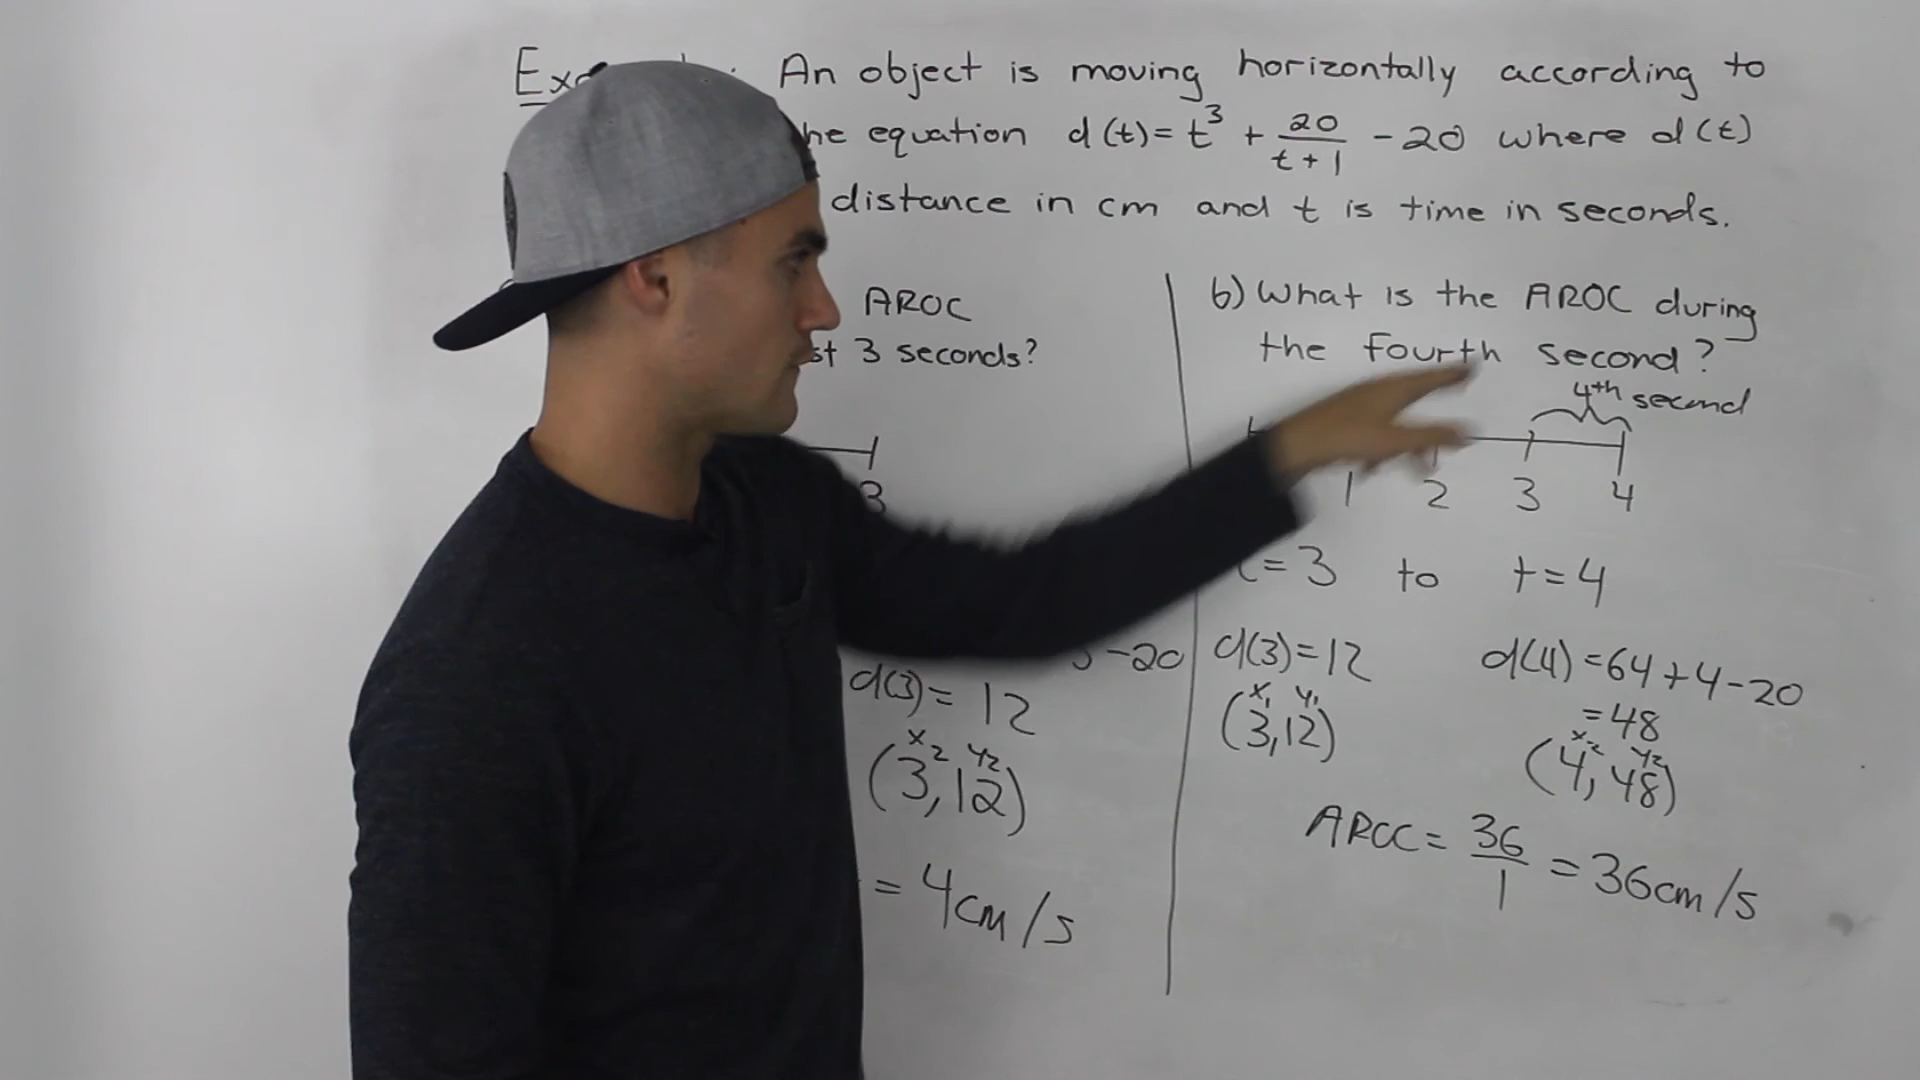 An object is moving horizontally according to
equation d(t) = t³ + 20/(t+1) - 20 where d(t)
distance in cm and t is time in seconds.
AROC
3 seconds?
3
-20
d(3) = 12
x₂ y₂
(3, 12)
= 4cm/s
b) What is the AROC during
the fourth second?
4th second
1 2 3 4
= 3 to t = 4
d(3) = 12
x₁ y₁
(3, 12)
d(4) = 64 + 4 - 20
= 48
x₂ y₂
(4, 48)
AROC = 36/1 = 36cm/s